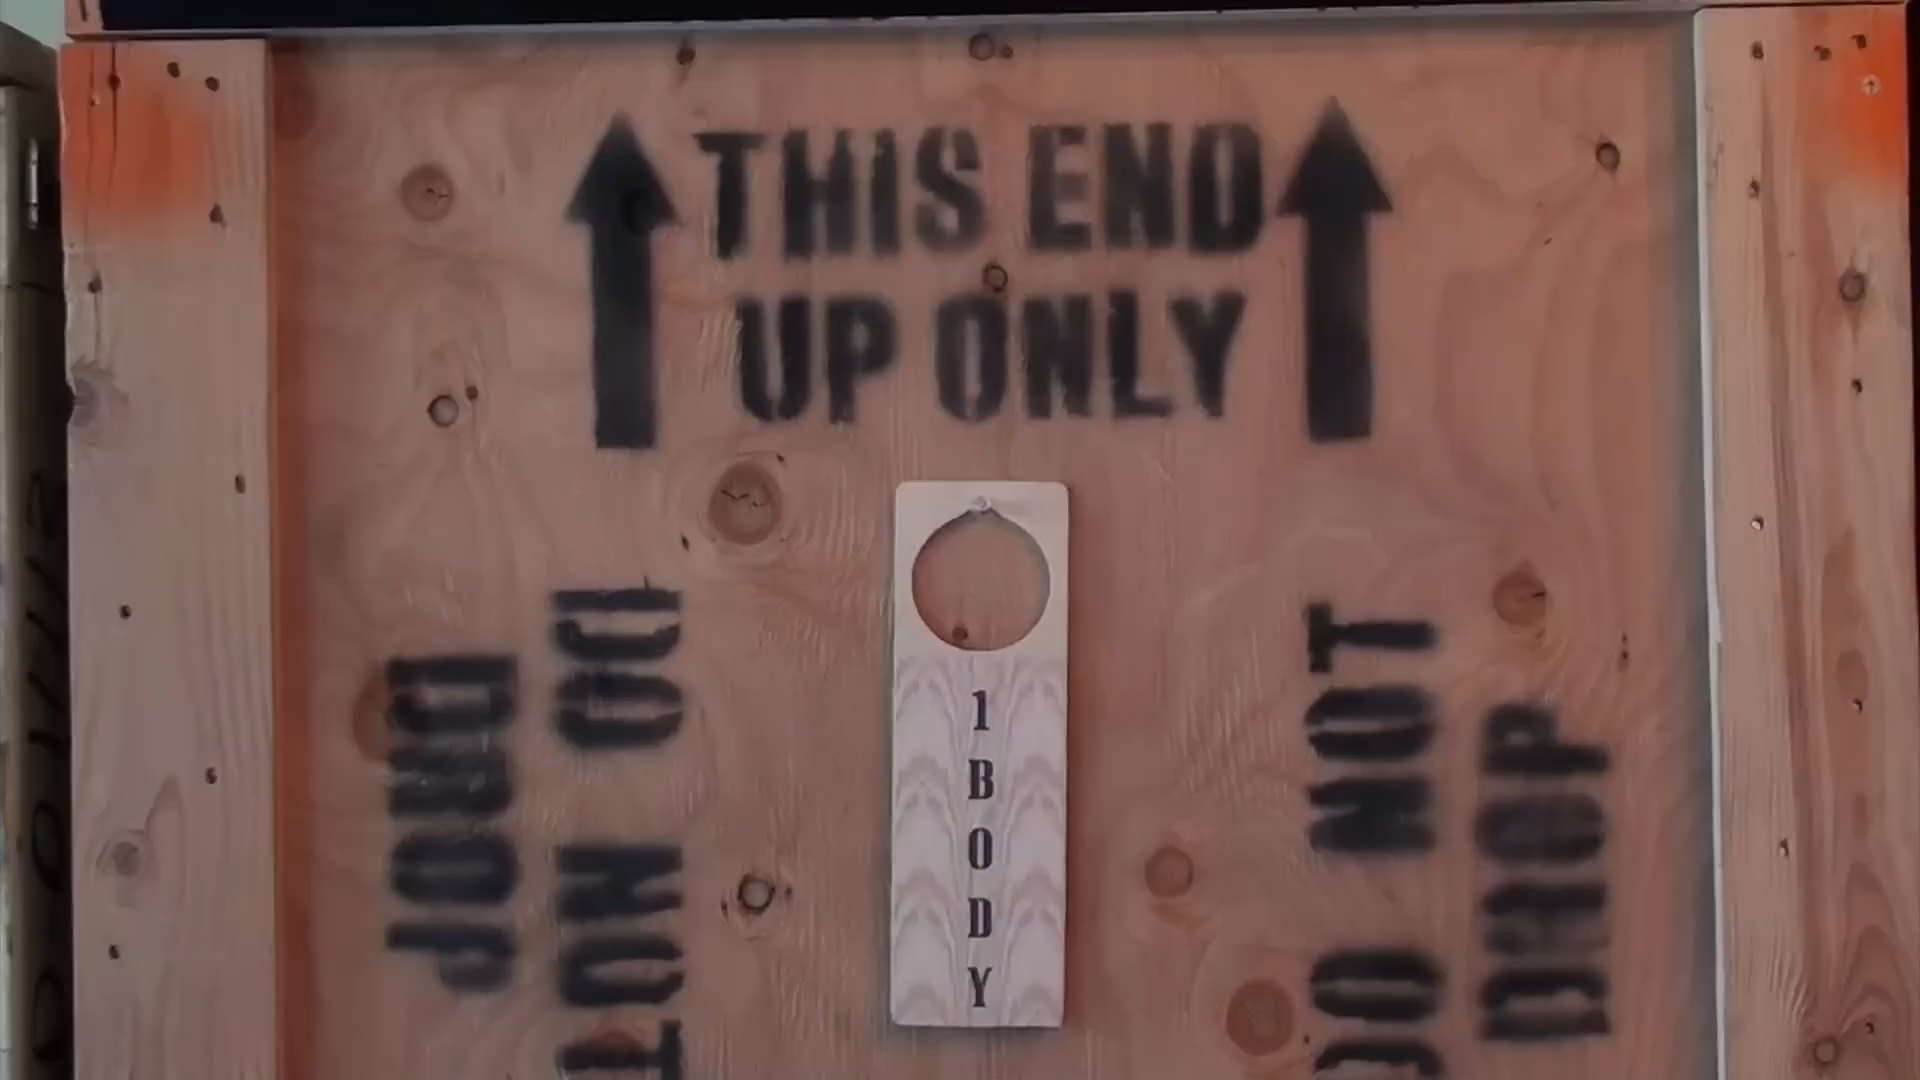 THIS END
UP ONLY
DO NOT
DROP
1
B
O
D
Y
DO NOT
DROP